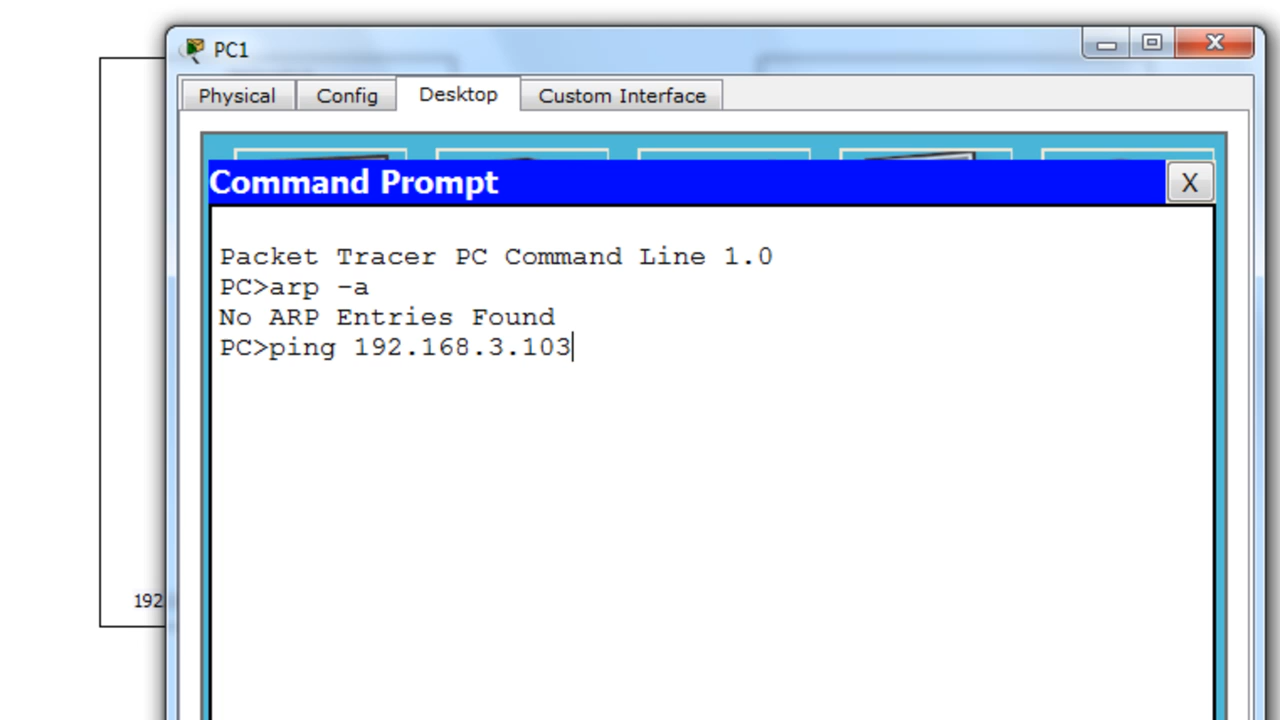 PC1
Physical Config Desktop Custom Interface
Command Prompt X
Packet Tracer PC Command Line 1.0
PC>arp -a
No ARP Entries Found
PC>ping 192.168.3.103
192